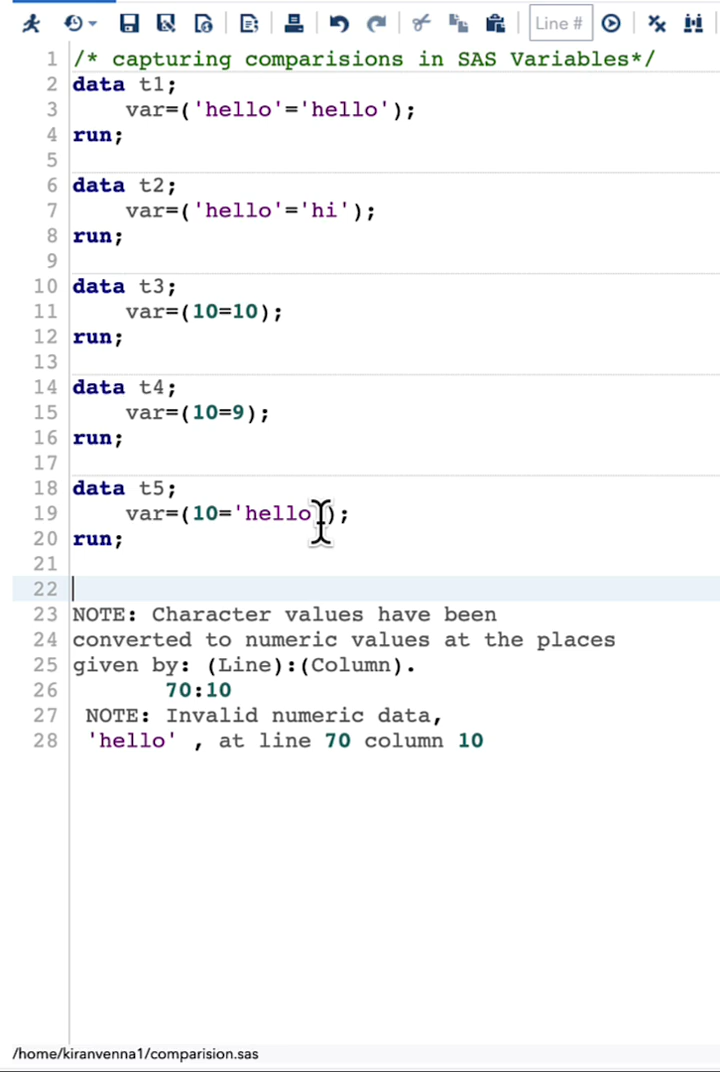 Line #
1 /* capturing comparisions in SAS Variables*/
2 data t1;
3 var=('hello'='hello');
4 run;
5
6 data t2;
7 var=('hello'='hi');
8 run;
9
10 data t3;
11 var=(10=10);
12 run;
13
14 data t4;
15 var=(10=9);
16 run;
17
18 data t5;
19 var=(10='hello');
20 run;
21
22
23 NOTE: Character values have been
24 converted to numeric values at the places
25 given by: (Line):(Column).
26 70:10
27 NOTE: Invalid numeric data,
28 'hello' , at line 70 column 10
/home/kiranvenna1/comparision.sas